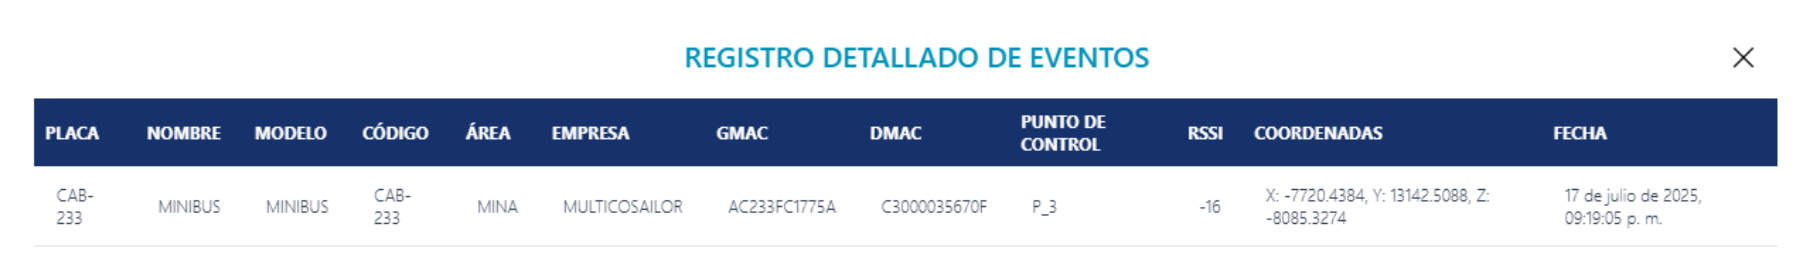 REGISTRO DETALLADO DE EVENTOS
PLACA NOMBRE MODELO CÓDIGO ÁREA EMPRESA GMAC DMAC PUNTO DE CONTROL RSSI COORDENADAS FECHA
CAB-233 MINIBUS MINIBUS CAB-233 MINA MULTICOSAILOR AC233FC1775A C3000035670F P_3 -16 X: -7720.4384, Y: 13142.5088, Z: -8085.3274 17 de julio de 2025, 09:19:05 p. m.